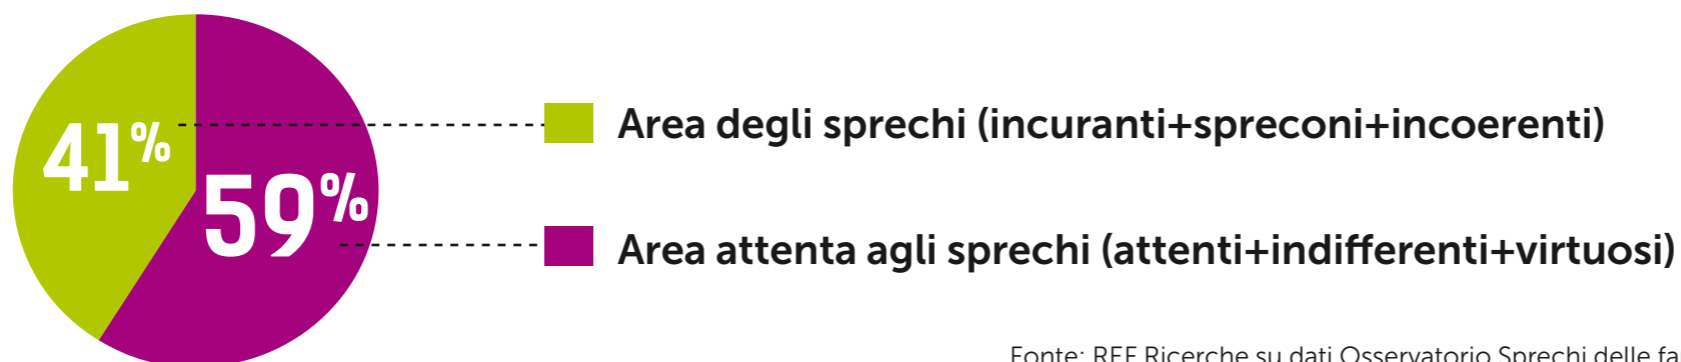 41%
Area degli sprechi (incuranti+spreconi+incoerenti)
59%
Area attenta agli sprechi (attenti+indifferenti+virtuosi)
Fonte: REF Ricerche su dati Osservatorio Sprechi delle